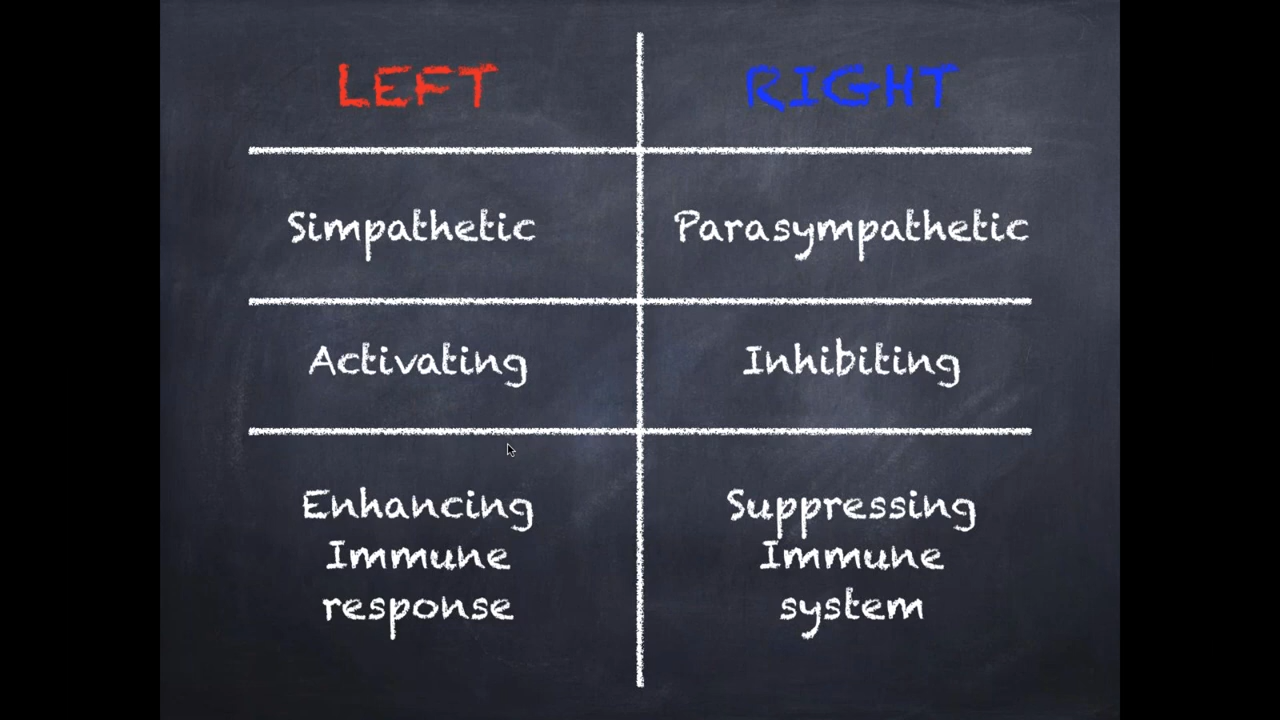 LEFT
RIGHT
Simpathetic
Parasympathetic
Activating
Inhibiting
Enhancing
Immune
response
Suppressing
Immune
system